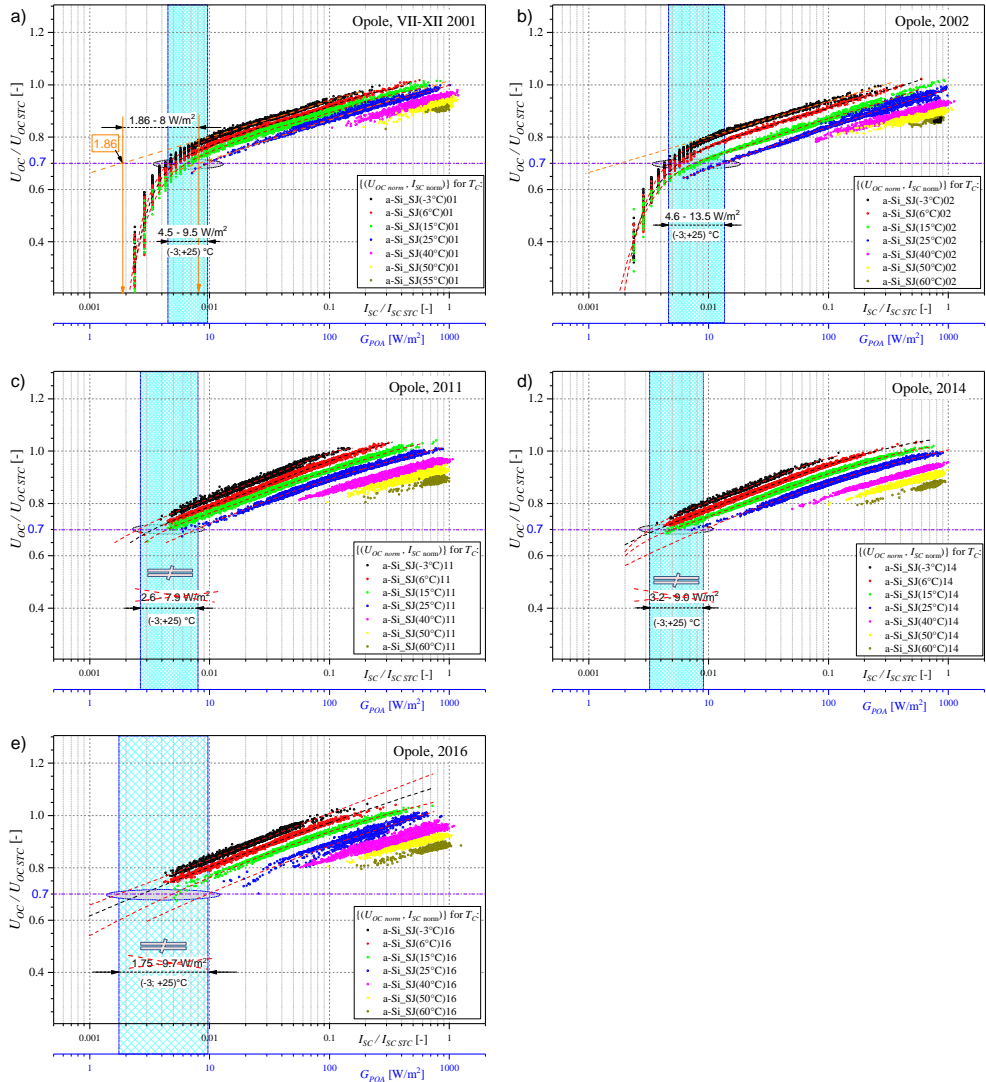 a)
Opole, VII-XII 2001
1.2
1.0
0.8
0.7
0.6
0.4
U_OC / U_OC STC [-]
1.86 - 8 W/m²
1.86
4.5 - 9.5 W/m²
(-3;+25) °C
{(U_OC norm , I_SC norm)} for T_C:
a-Si_SJ(-3°C)01
a-Si_SJ(6°C)01
a-Si_SJ(15°C)01
a-Si_SJ(25°C)01
a-Si_SJ(40°C)01
a-Si_SJ(50°C)01
a-Si_SJ(55°C)01
0.001 0.01 0.1 1
I_SC / I_SC STC [-]
1 10 100 1000
G_POA [W/m²]
b)
Opole, 2002
1.2
1.0
0.8
0.7
0.6
0.4
U_OC / U_OC STC [-]
4.6 - 13.5 W/m²
(-3;+25) °C
{(U_OC norm , I_SC norm)} for T_C:
a-Si_SJ(-3°C)02
a-Si_SJ(6°C)02
a-Si_SJ(15°C)02
a-Si_SJ(25°C)02
a-Si_SJ(40°C)02
a-Si_SJ(50°C)02
a-Si_SJ(60°C)02
0.001 0.01 0.1 1
I_SC / I_SC STC [-]
1 10 100 1000
G_POA [W/m²]
c)
Opole, 2011
1.2
1.0
0.8
0.7
0.6
0.4
U_OC / U_OC STC [-]
2.6 - 7.9 W/m²
(-3;+25) °C
{(U_OC norm , I_SC norm)} for T_C:
a-Si_SJ(-3°C)11
a-Si_SJ(6°C)11
a-Si_SJ(15°C)11
a-Si_SJ(25°C)11
a-Si_SJ(40°C)11
a-Si_SJ(50°C)11
a-Si_SJ(60°C)11
0.001 0.01 0.1 1
I_SC / I_SC STC [-]
1 10 100 1000
G_POA [W/m²]
d)
Opole, 2014
1.2
1.0
0.8
0.7
0.6
0.4
U_OC / U_OC STC [-]
3.2 - 9.0 W/m²
(-3;+25) °C
{(U_OC norm , I_SC norm)} for T_C:
a-Si_SJ(-3°C)14
a-Si_SJ(6°C)14
a-Si_SJ(15°C)14
a-Si_SJ(25°C)14
a-Si_SJ(40°C)14
a-Si_SJ(50°C)14
a-Si_SJ(60°C)14
0.001 0.01 0.1 1
I_SC / I_SC STC [-]
1 10 100 1000
G_POA [W/m²]
e)
Opole, 2016
1.2
1.0
0.8
0.7
0.6
0.4
U_OC / U_OC STC [-]
1.75 - 9.7 W/m²
(-3; +25)°C
{(U_OC norm , I_SC norm)} for T_C:
a-Si_SJ(-3°C)16
a-Si_SJ(6°C)16
a-Si_SJ(15°C)16
a-Si_SJ(25°C)16
a-Si_SJ(40°C)16
a-Si_SJ(50°C)16
a-Si_SJ(60°C)16
0.001 0.01 0.1 1
I_SC / I_SC STC [-]
1 10 100 1000
G_POA [W/m²]